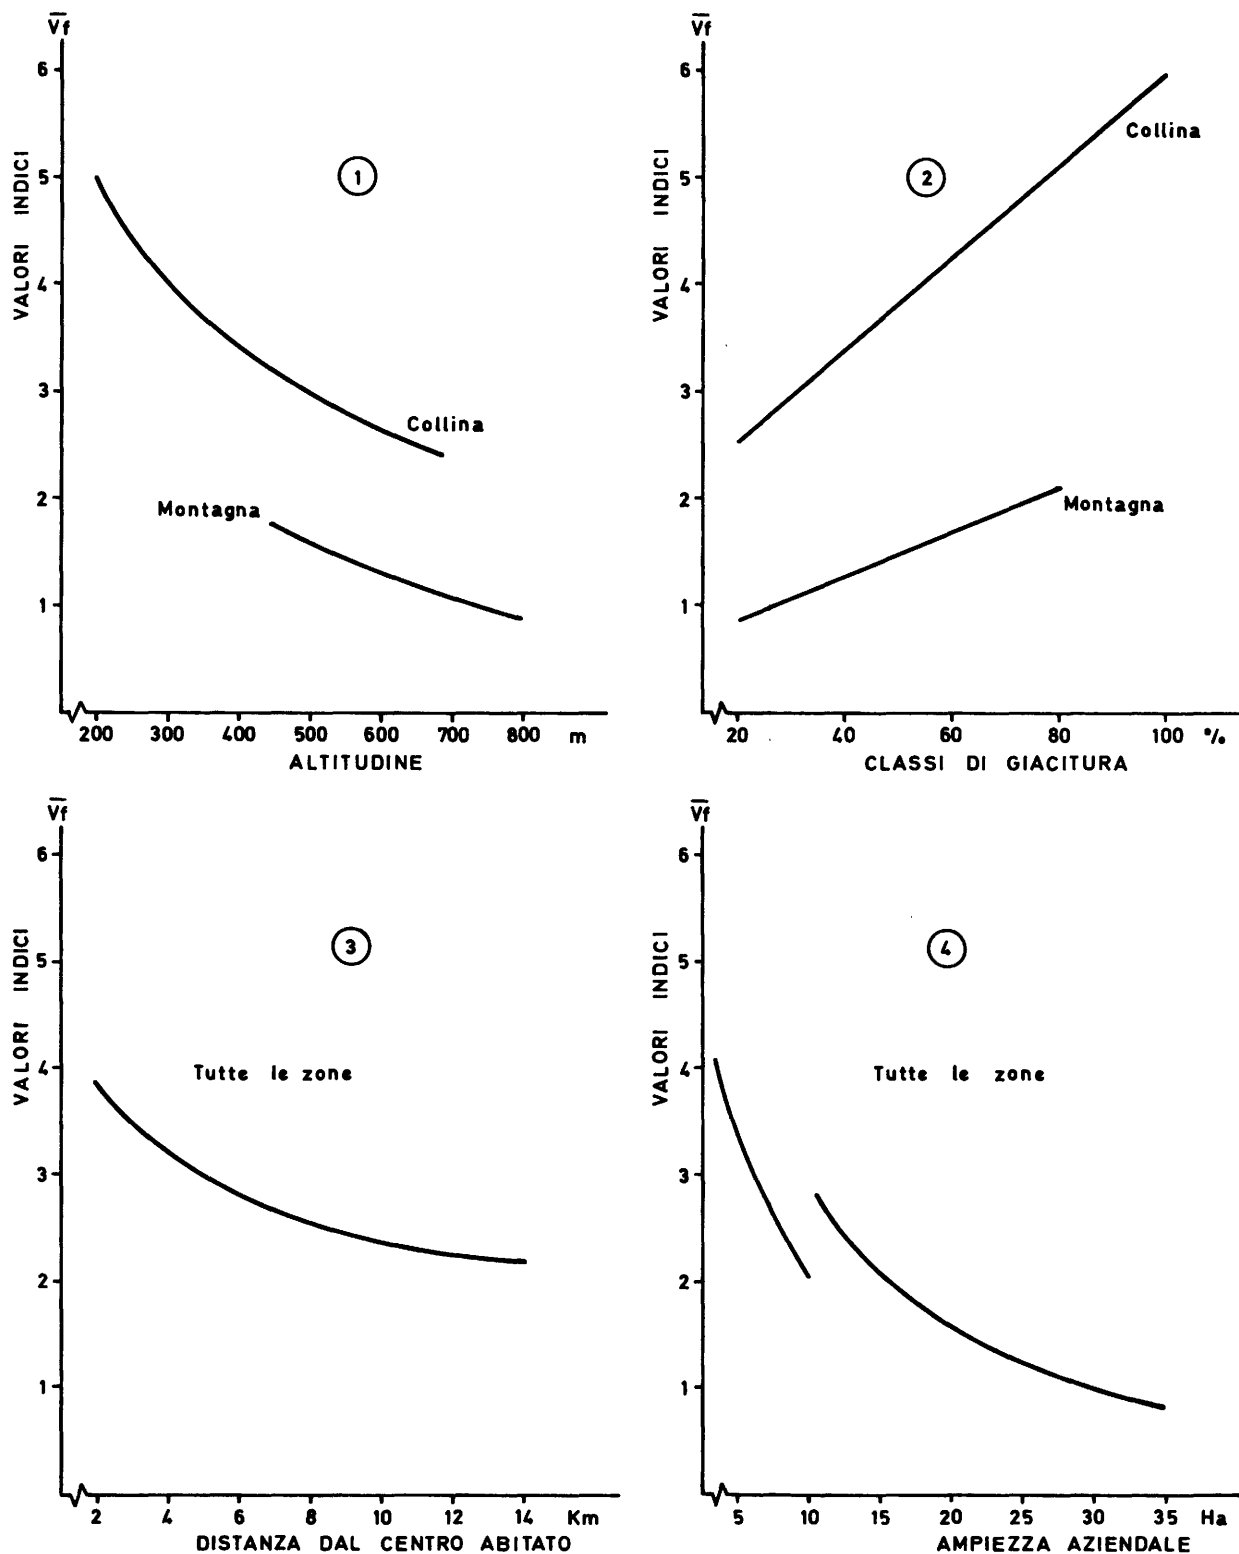 V̅f
6
5
4
3
2
1
VALORI INDICI
1
Collina
Montagna
200 300 400 500 600 700 800 m
ALTITUDINE
V̅f
6
5
4
3
2
1
VALORI INDICI
2
Collina
Montagna
20 40 60 80 100 %
CLASSI DI GIACITURA
V̅f
6
5
4
3
2
1
VALORI INDICI
3
Tutte le zone
2 4 6 8 10 12 14 Km
DISTANZA DAL CENTRO ABITATO
V̅f
6
5
4
3
2
1
VALORI INDICI
4
Tutte le zone
5 10 15 20 25 30 35 Ha
AMPIEZZA AZIENDALE